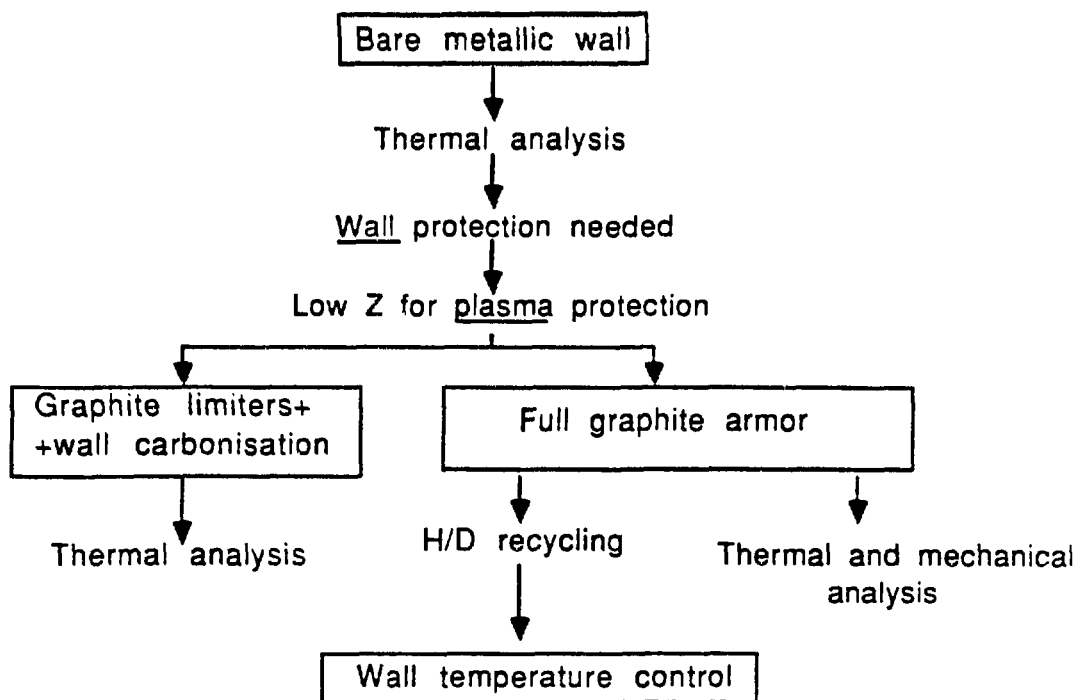 Bare metallic wall
Thermal analysis
Wall protection needed
Low Z for plasma protection
Graphite limiters+
+wall carbonisation
Full graphite armor
Thermal analysis
H/D recycling
Thermal and mechanical
analysis
Wall temperature control